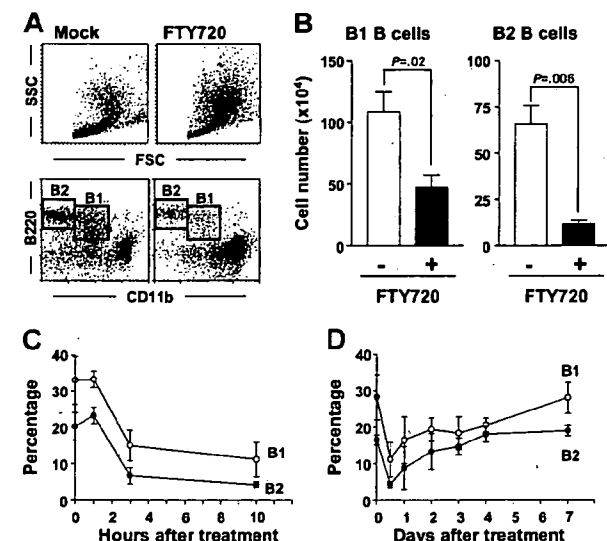 A
Mock
FTY720
SSC
FSC
B2
B1
B2
B1
B220
CD11b
B
B1 B cells
B2 B cells
Cell number (x10⁴)
150
100
50
0
P=.02
-
+
FTY720
100
75
50
25
0
P=.006
-
+
FTY720
C
Percentage
40
30
20
10
0
B1
B2
0 2 4 6 8 10
Hours after treatment
D
Percentage
40
30
20
10
0
B1
B2
0 1 2 3 4 5 6 7
Days after treatment